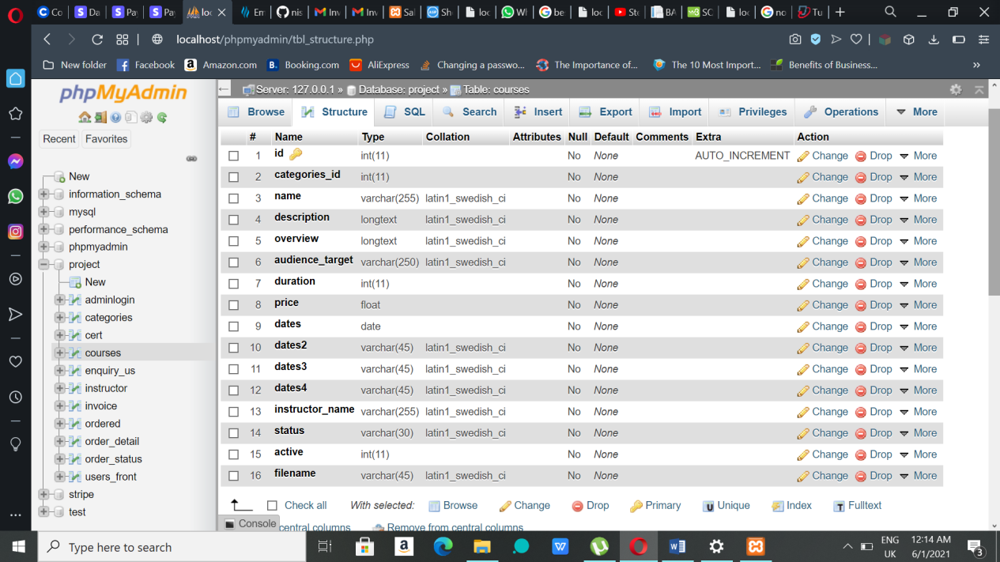 Co Da Pay Pay loc Em nis Inv Inv Sal Sho loc Wh be loc Ste BA SC loc no Tu
localhost/phpmyadmin/tbl_structure.php
New folder Facebook Amazon.com Booking.com AliExpress Changing a passwo... The Importance of... The 10 Most Import... Benefits of Business... »
phpMyAdmin
Recent Favorites
New
information_schema
mysql
performance_schema
phpmyadmin
project
New
adminlogin
categories
cert
courses
enquiry_us
instructor
invoice
ordered
order_detail
order_status
users_front
stripe
test
Server: 127.0.0.1 » Database: project » Table: courses
Browse Structure SQL Search Insert Export Import Privileges Operations More
# Name Type Collation Attributes Null Default Comments Extra Action
1 id int(11) No None AUTO_INCREMENT Change Drop More
2 categories_id int(11) No None Change Drop More
3 name varchar(255) latin1_swedish_ci No None Change Drop More
4 description longtext latin1_swedish_ci No None Change Drop More
5 overview longtext latin1_swedish_ci No None Change Drop More
6 audience_target varchar(250) latin1_swedish_ci No None Change Drop More
7 duration int(11) No None Change Drop More
8 price float No None Change Drop More
9 dates date No None Change Drop More
10 dates2 varchar(45) latin1_swedish_ci No None Change Drop More
11 dates3 varchar(45) latin1_swedish_ci No None Change Drop More
12 dates4 varchar(45) latin1_swedish_ci No None Change Drop More
13 instructor_name varchar(255) latin1_swedish_ci No None Change Drop More
14 status varchar(30) latin1_swedish_ci No None Change Drop More
15 active int(11) No None Change Drop More
16 filename varchar(45) latin1_swedish_ci No None Change Drop More
Check all With selected: Browse Change Drop Primary Unique Index Fulltext
Console central columns Remove from central columns
Type here to search
ENG 12:14 AM
UK 6/1/2021 3